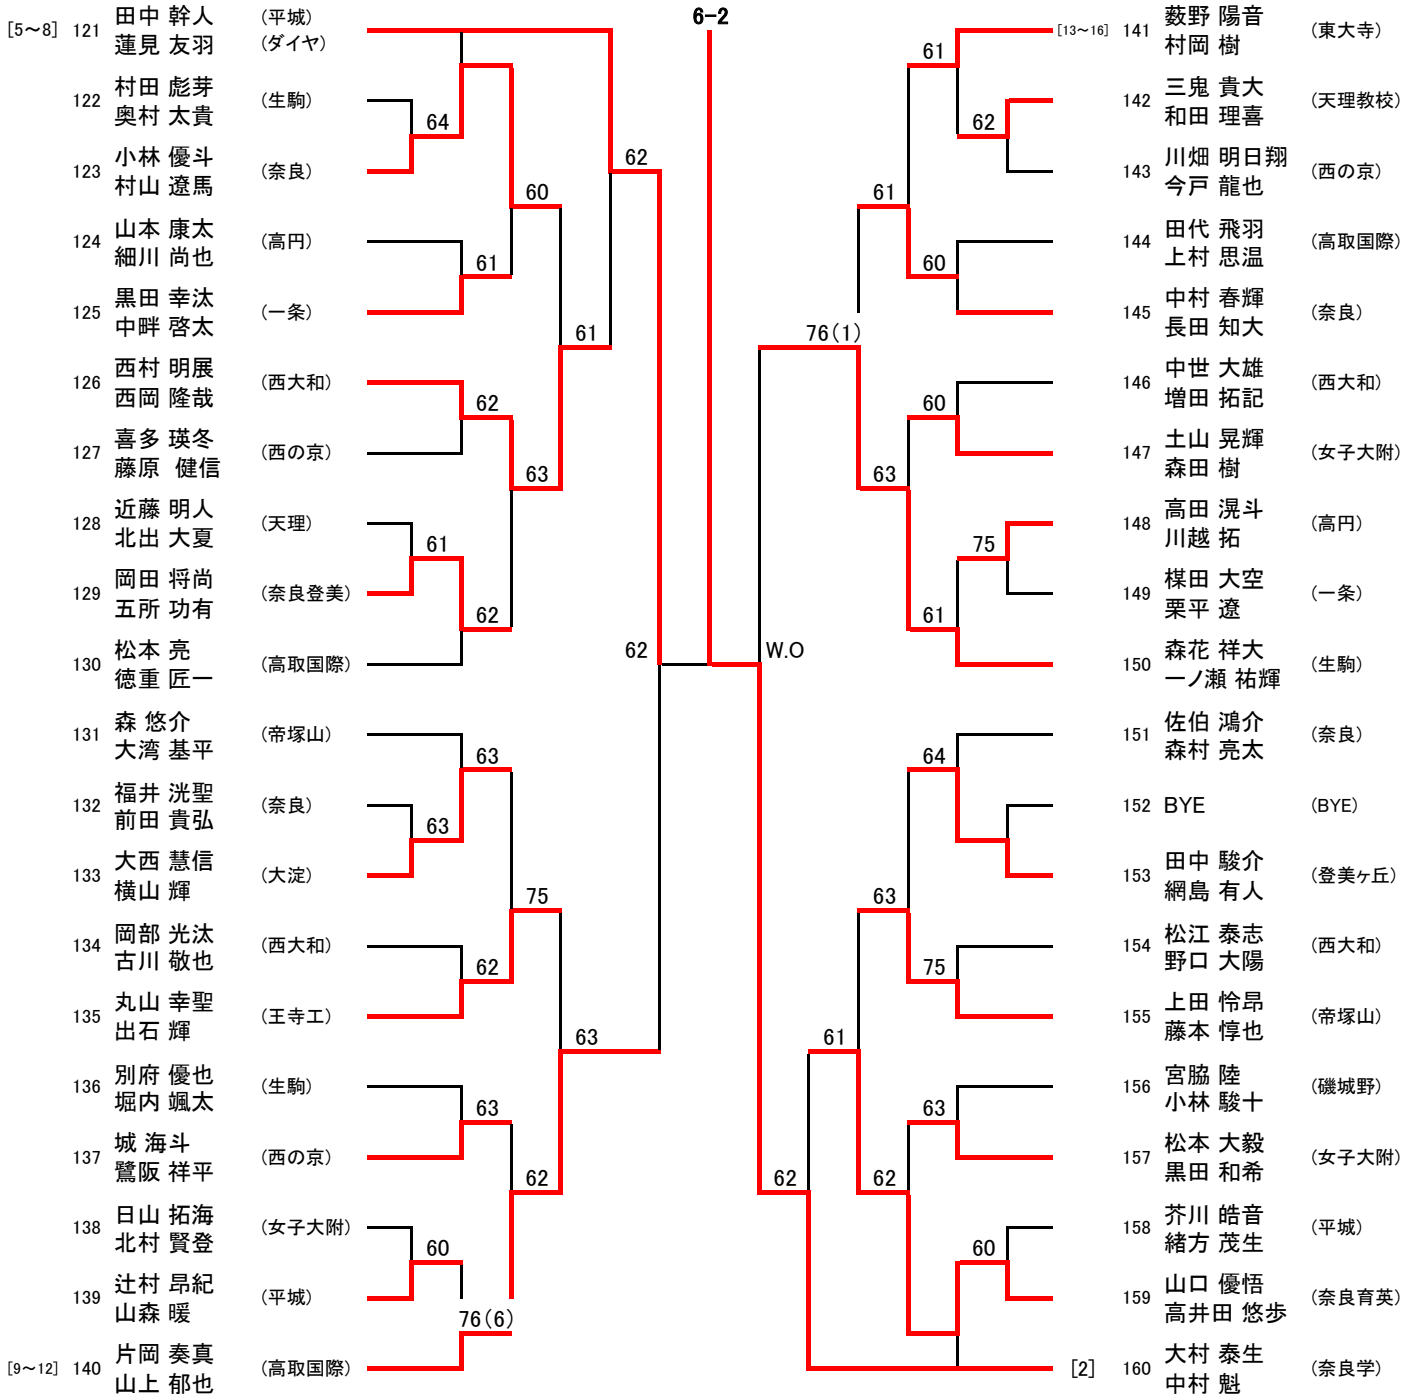 6-2
[5～8] 121 田中 幹人 (平城)
蓮見 友羽 (ダイヤ)
122 村田 彪芽 (生駒)
奥村 太貴
64
123 小林 優斗 (奈良)
村山 遼馬
62
60
124 山本 康太 (高円)
細川 尚也
61
125 黒田 幸汰 (一条)
中畔 啓太
61
126 西村 明展 (西大和)
西岡 隆哉
62
127 喜多 瑛冬 (西の京)
藤原 健信
63
128 近藤 明人 (天理)
北出 大夏
61
129 岡田 将尚 (奈良登美)
五所 功有
62
130 松本 亮 (高取国際)
徳重 匠一
62
131 森 悠介 (帝塚山)
大湾 基平
63
132 福井 洸聖 (奈良)
前田 貴弘
63
133 大西 慧信 (大淀)
横山 輝
75
134 岡部 光汰 (西大和)
古川 敬也
62
135 丸山 幸聖 (王寺工)
出石 輝
63
136 別府 優也 (生駒)
堀内 颯太
63
137 城 海斗 (西の京)
鷺阪 祥平
62
138 日山 拓海 (女子大附)
北村 賢登
60
139 辻村 昂紀 (平城)
山森 暖
76(6)
[9～12] 140 片岡 奏真 (高取国際)
山上 郁也
[13～16] 141 薮野 陽音 (東大寺)
村岡 樹
61
142 三鬼 貴大 (天理教校)
和田 理喜
62
143 川畑 明日翔 (西の京)
今戸 龍也
61
144 田代 飛羽 (高取国際)
上村 思温
60
145 中村 春輝 (奈良)
長田 知大
76(1)
146 中世 大雄 (西大和)
増田 拓記
60
147 土山 晃輝 (女子大附)
森田 樹
63
148 高田 滉斗 (高円)
川越 拓
75
149 楳田 大空 (一条)
栗平 遼
61
150 森花 祥大 (生駒)
一ノ瀬 祐輝
W.O
151 佐伯 鴻介 (奈良)
森村 亮太
64
152 BYE (BYE)
153 田中 駿介 (登美ヶ丘)
網島 有人
63
154 松江 泰志 (西大和)
野口 大陽
75
155 上田 怜昂 (帝塚山)
藤本 惇也
61
156 宮脇 陸 (磯城野)
小林 駿十
63
157 松本 大毅 (女子大附)
黒田 和希
62
62
158 芥川 皓音 (平城)
緒方 茂生
60
159 山口 優悟 (奈良育英)
高井田 悠歩
[2] 160 大村 泰生 (奈良学)
中村 魁